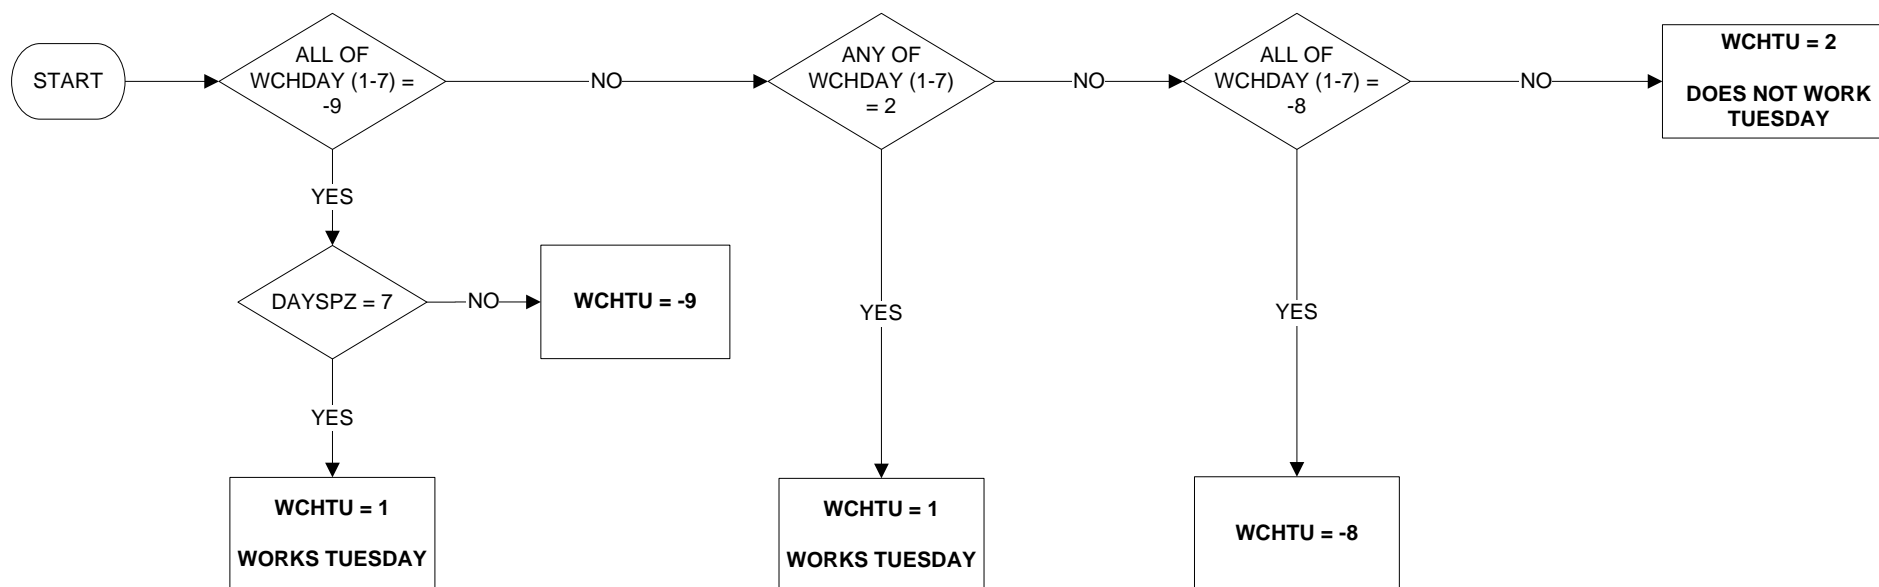 START
ALL OF
WCHDAY (1-7) =
-9
NO
ANY OF
WCHDAY (1-7)
= 2
NO
ALL OF
WCHDAY (1-7) =
-8
NO
WCHTU = 2
DOES NOT WORK
TUESDAY
YES
DAYSPZ = 7
NO
WCHTU = -9
YES
YES
YES
WCHTU = 1
WORKS TUESDAY
WCHTU = 1
WORKS TUESDAY
WCHTU = -8